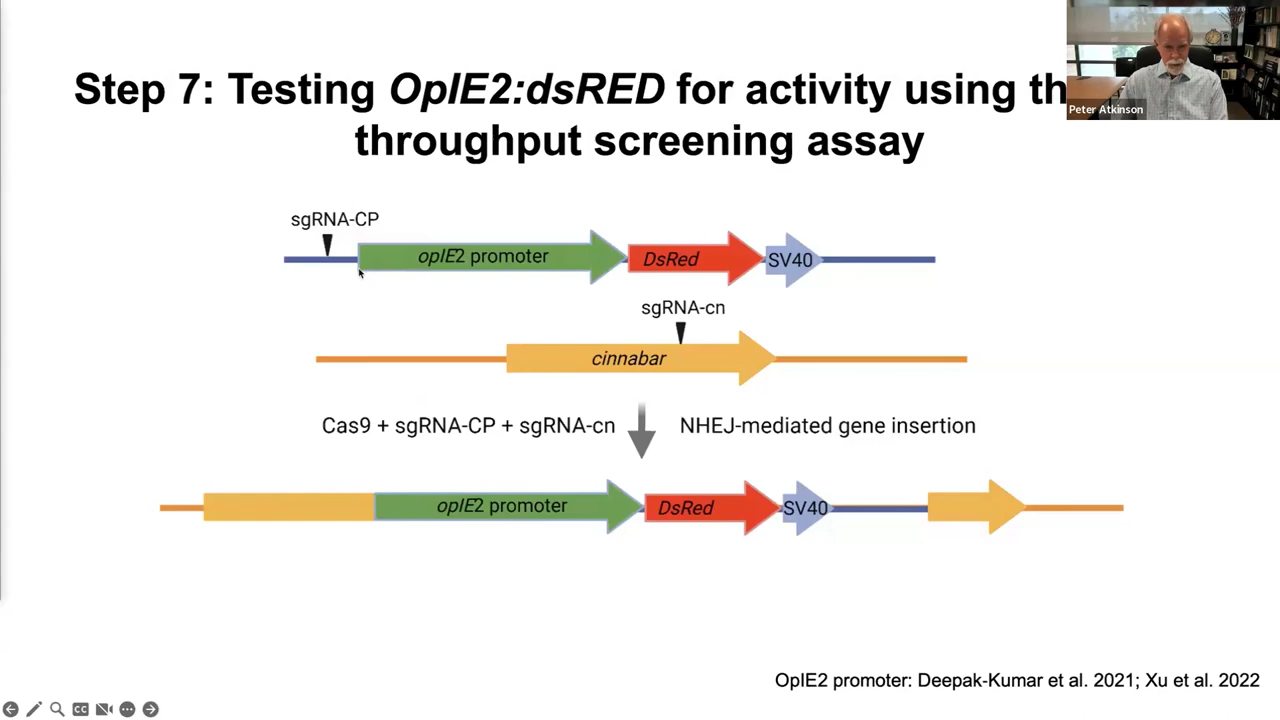 Step 7: Testing OpIE2:dsRED for activity using th
throughput screening assay
Peter Atkinson
sgRNA-CP
opIE2 promoter
DsRed
SV40
sgRNA-cn
cinnabar
Cas9 + sgRNA-CP + sgRNA-cn
NHEJ-mediated gene insertion
opIE2 promoter
DsRed
SV40
OpIE2 promoter: Deepak-Kumar et al. 2021; Xu et al. 2022
CC